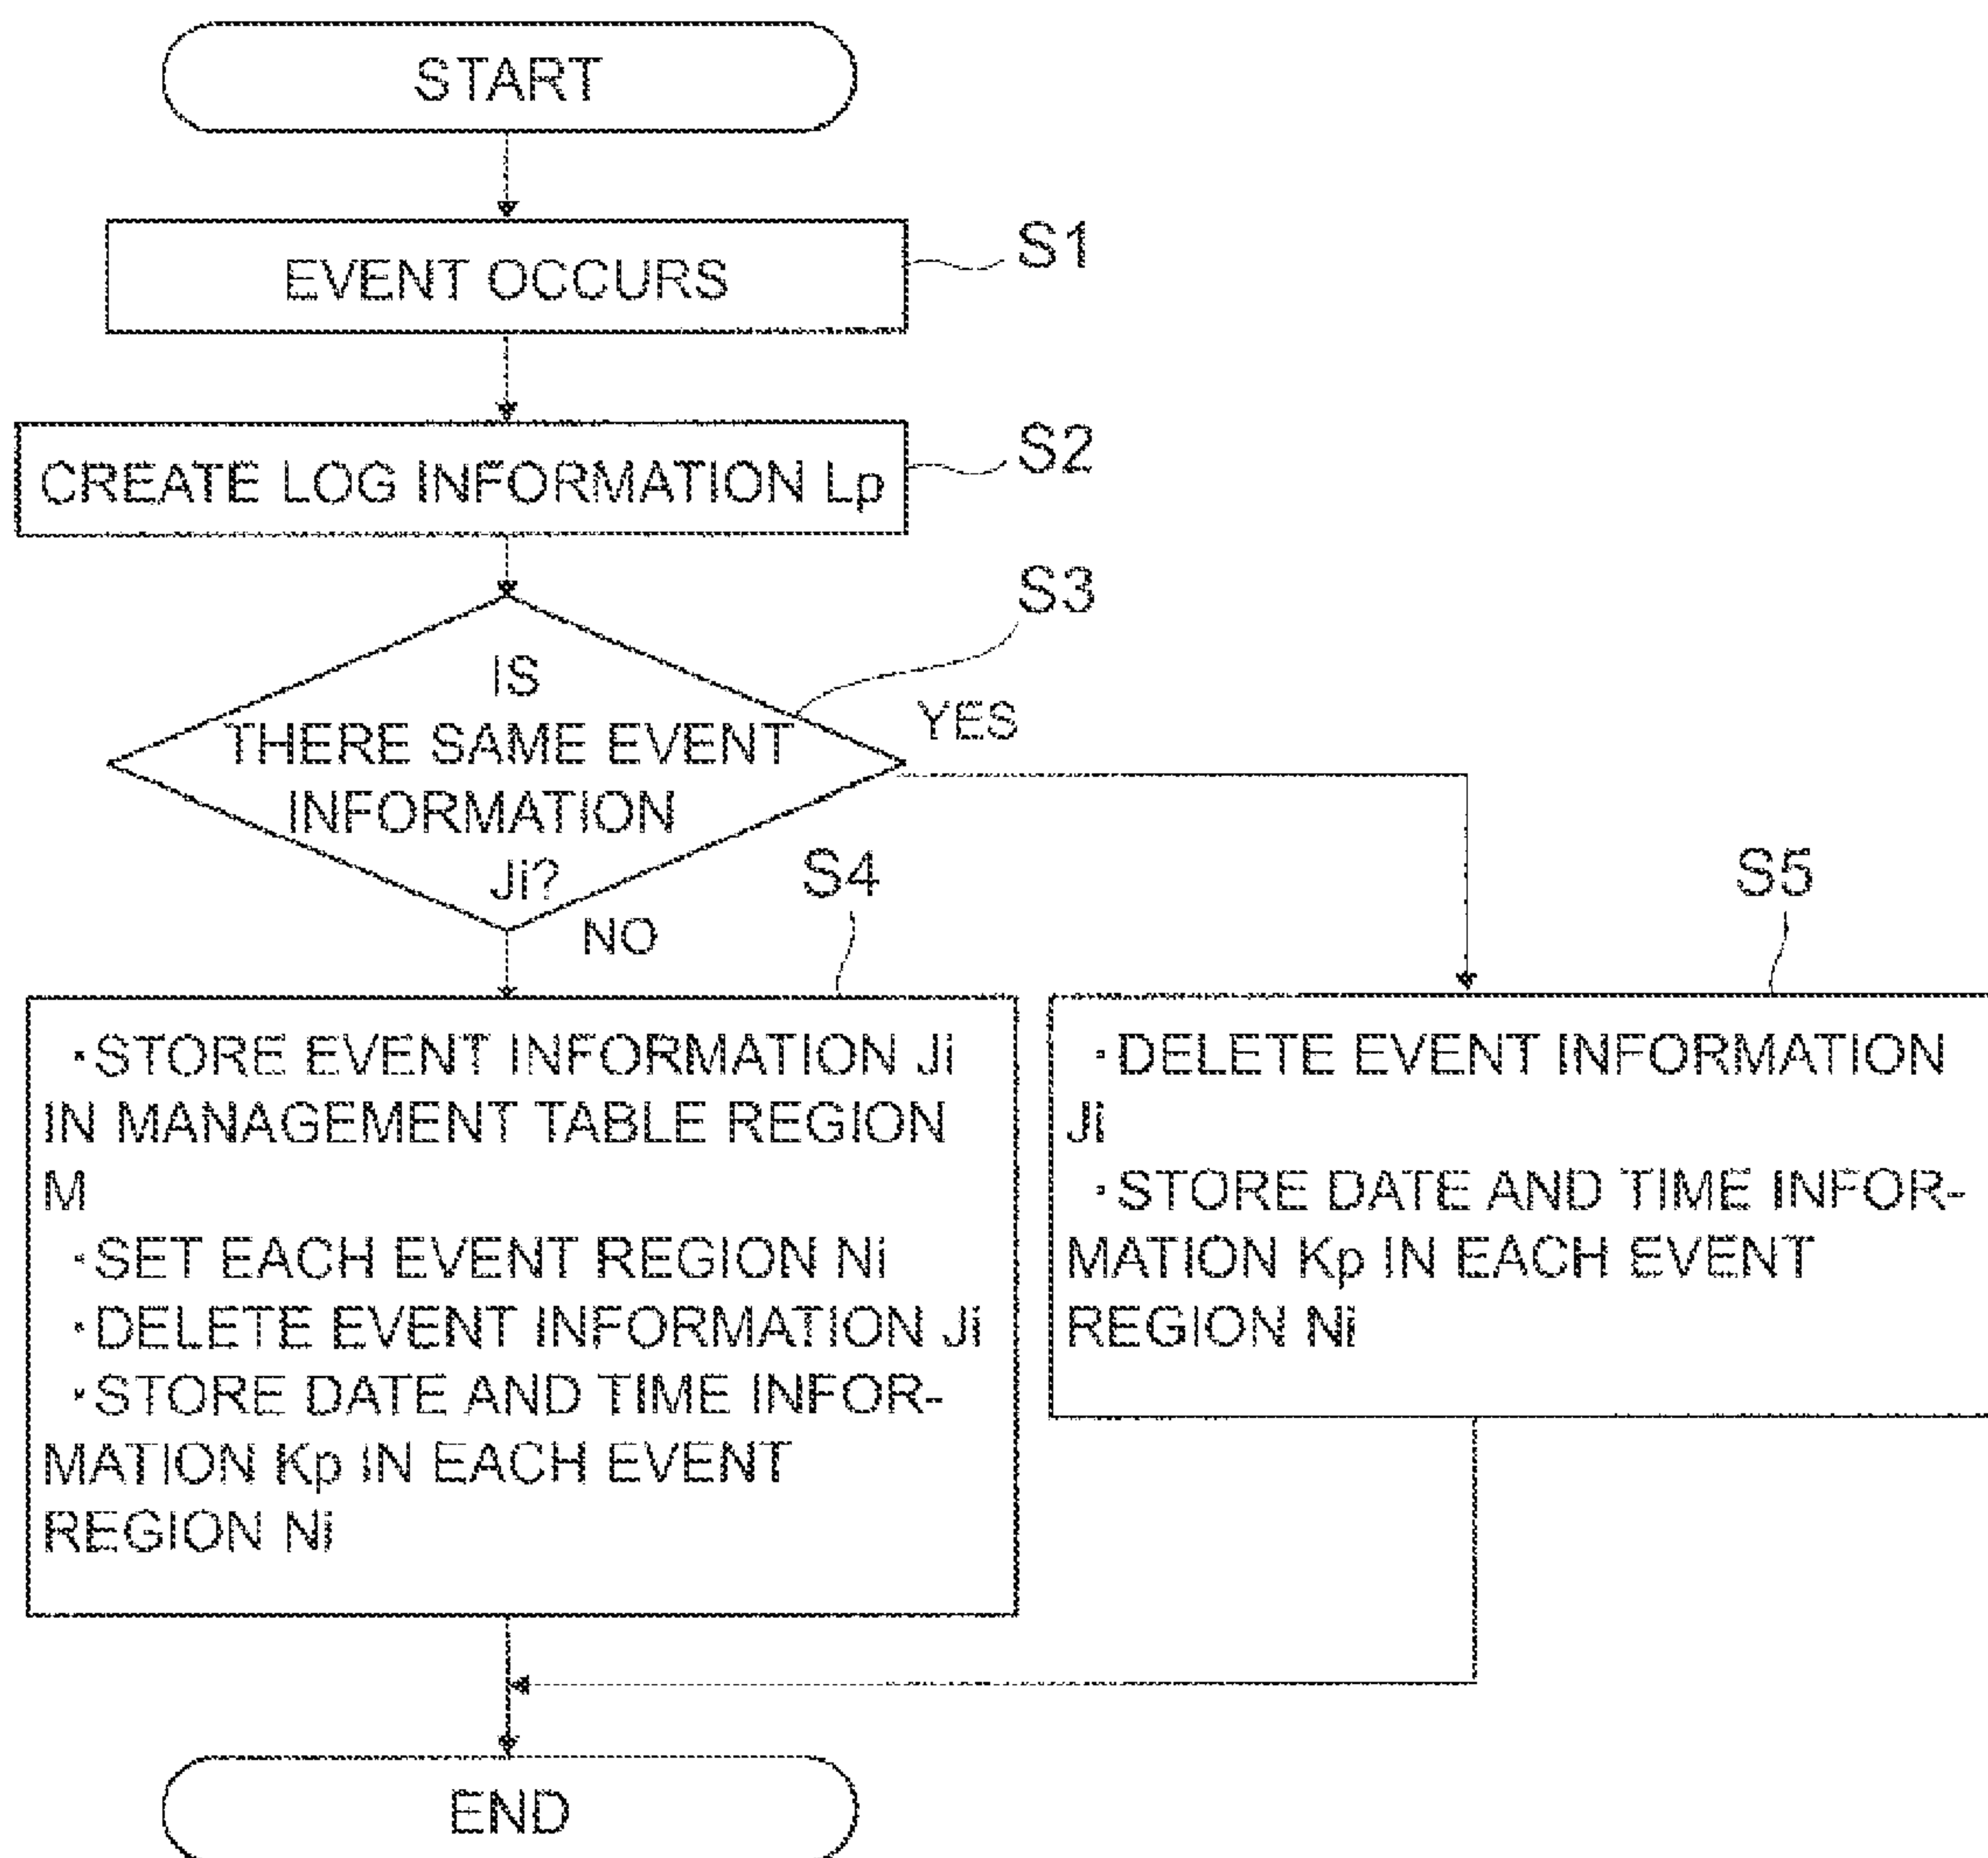 START
EVENT OCCURS
S1
CREATE LOG INFORMATION Lp
S2
S3
IS
THERE SAME EVENT
INFORMATION
Ji?
YES
NO
S4
・STORE EVENT INFORMATION Ji
IN MANAGEMENT TABLE REGION
M
・SET EACH EVENT REGION Ni
・DELETE EVENT INFORMATION Ji
・STORE DATE AND TIME INFOR-
MATION Kp IN EACH EVENT
REGION Ni
S5
・DELETE EVENT INFORMATION
Ji
・STORE DATE AND TIME INFOR-
MATION Kp IN EACH EVENT
REGION Ni
END